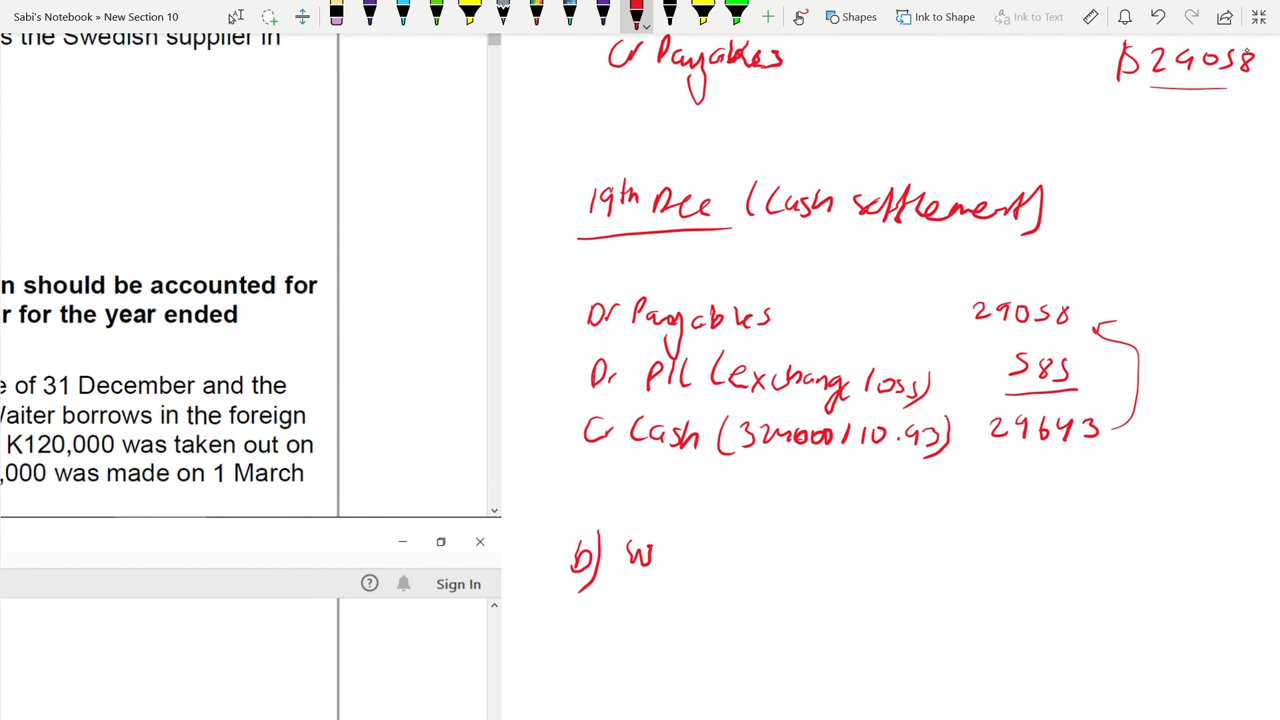 Sabi's Notebook » New Section 10
Shapes
Ink to Shape
Ink to Text
s the Swedish supplier in
n should be accounted for
r for the year ended
e of 31 December and the
Vaiter borrows in the foreign
K120,000 was taken out on
,000 was made on 1 March
Sign In
Cr Payables $ 29058
19th Dec (Cash settlement)
Dr Payables 29058
Dr P/L (exchange loss) 585
Cr Cash (324000/10.93) 29643
b) W